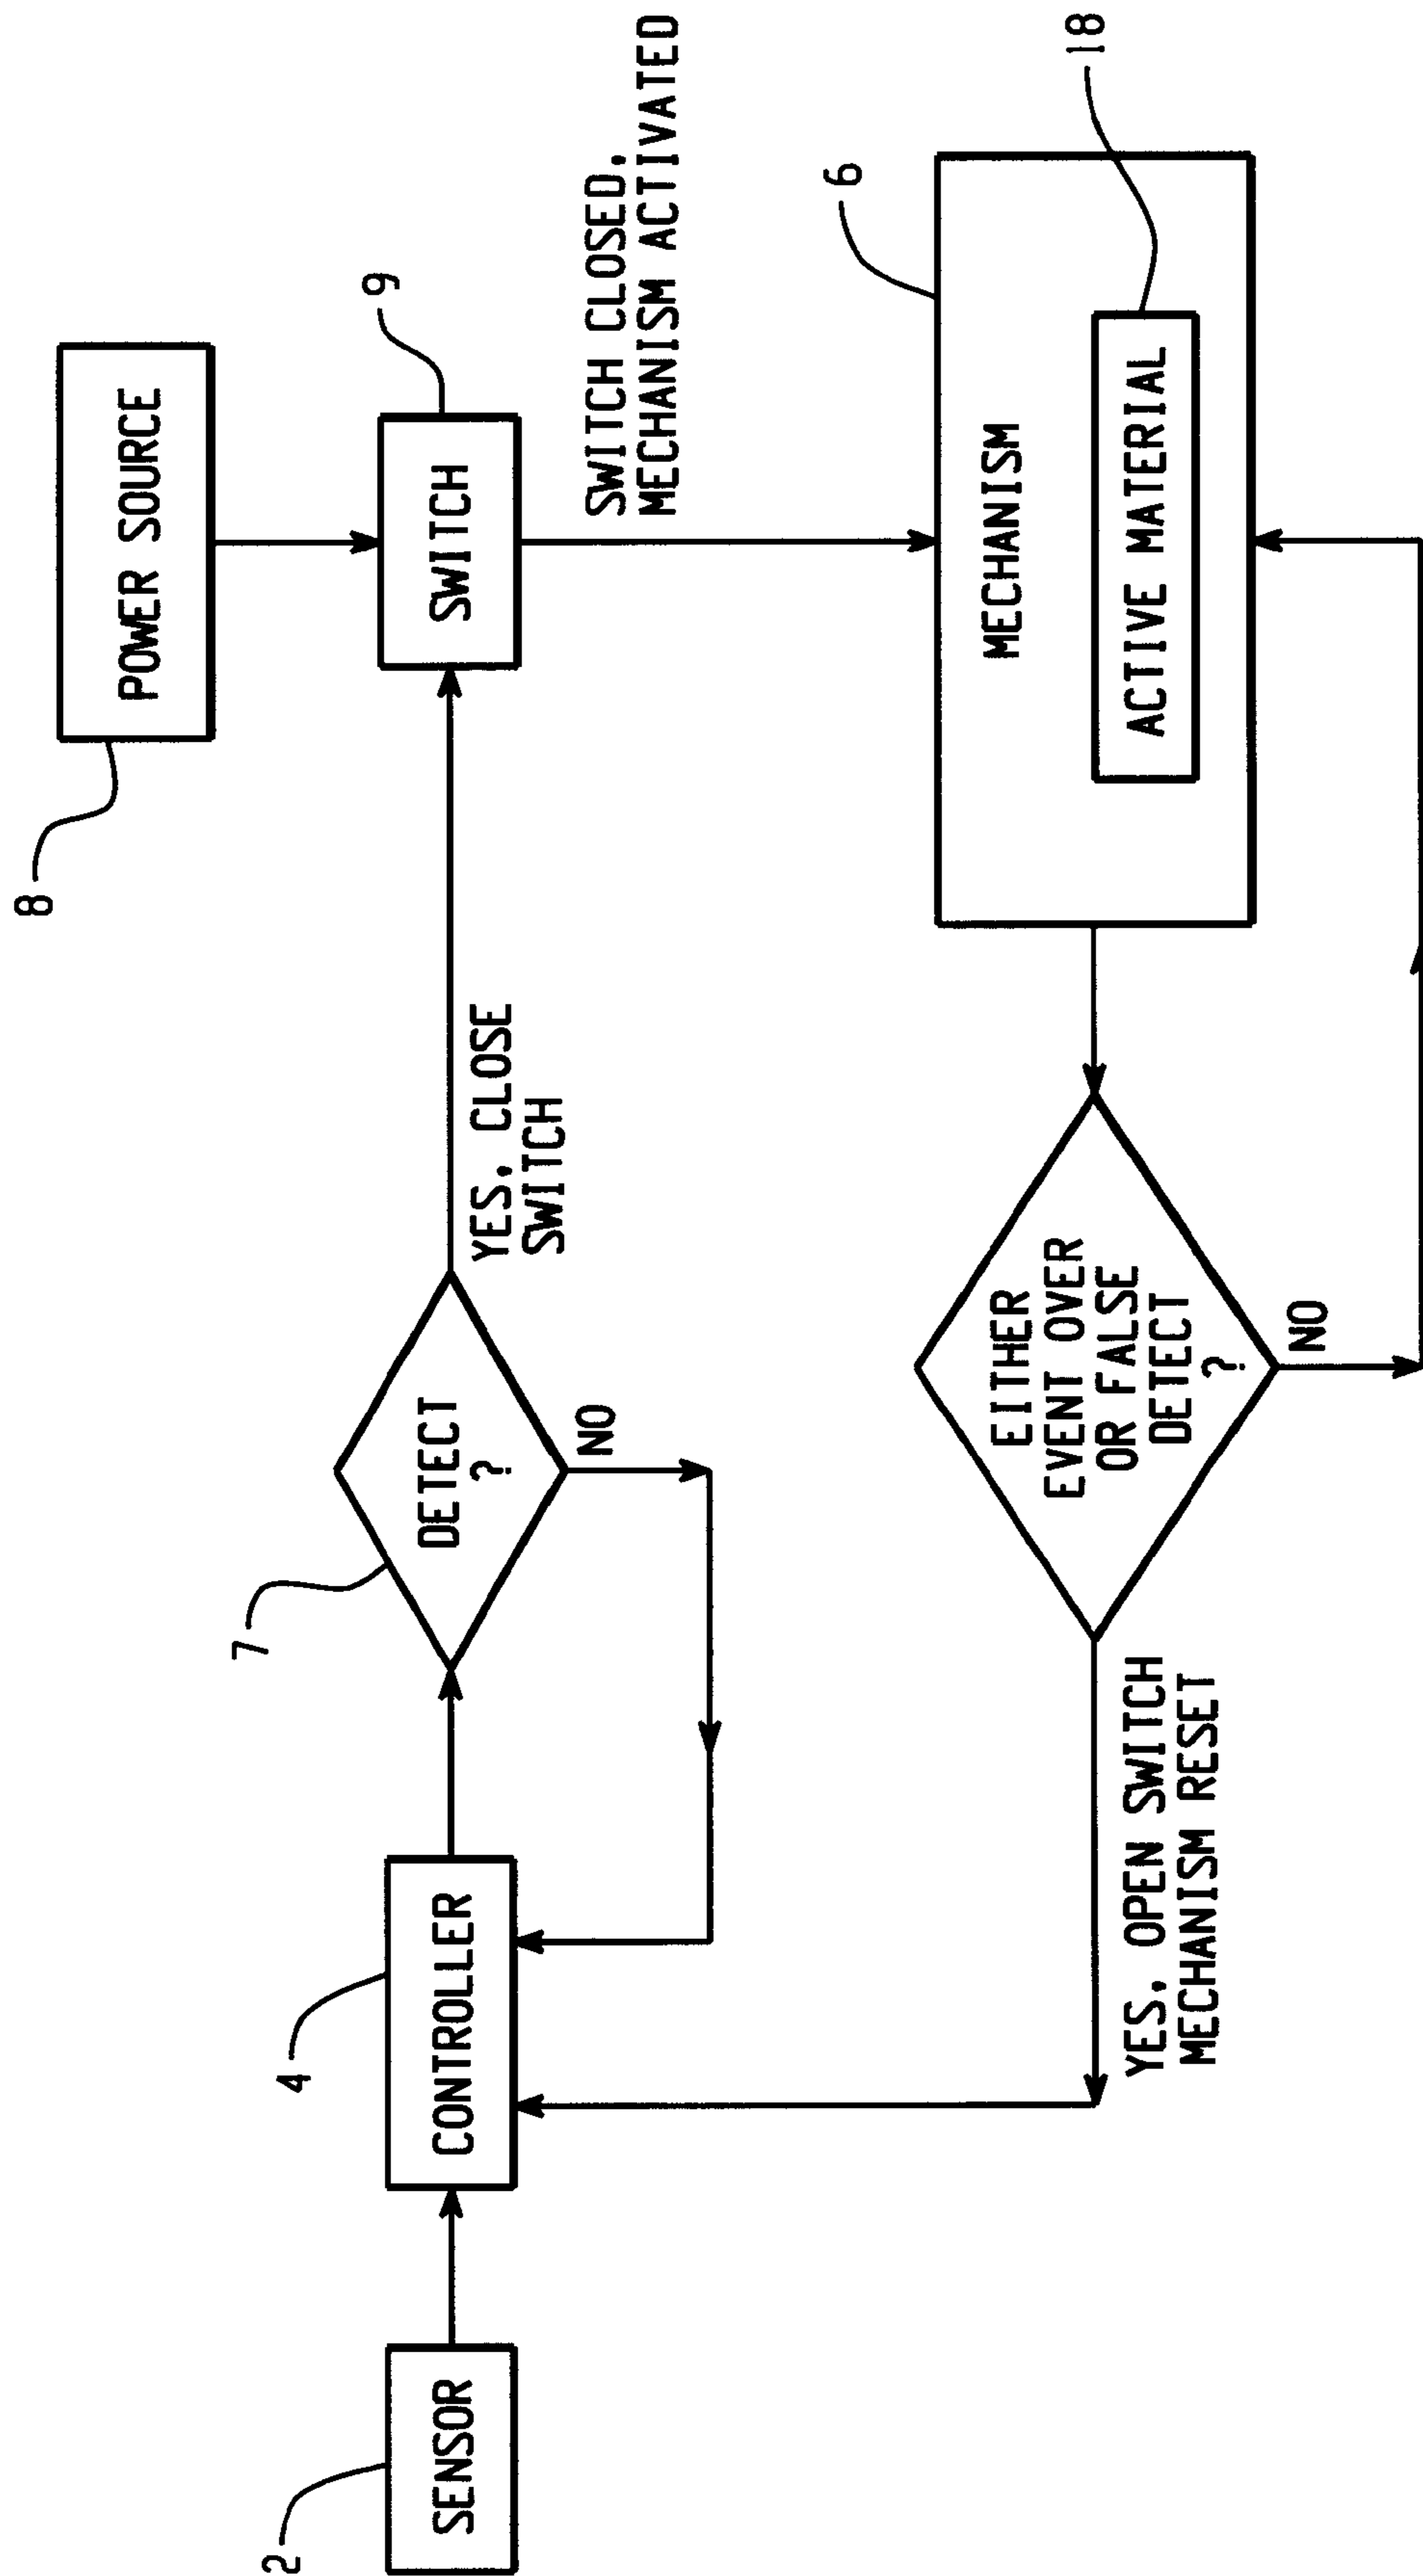 8
POWER SOURCE
9
SWITCH
7
DETECT
?
YES, CLOSE
SWITCH
NO
4
CONTROLLER
2
SENSOR
SWITCH CLOSED,
MECHANISM ACTIVATED
6
MECHANISM
18
ACTIVE MATERIAL
EITHER
EVENT OVER
OR FALSE
DETECT
?
NO
YES, OPEN SWITCH
MECHANISM RESET